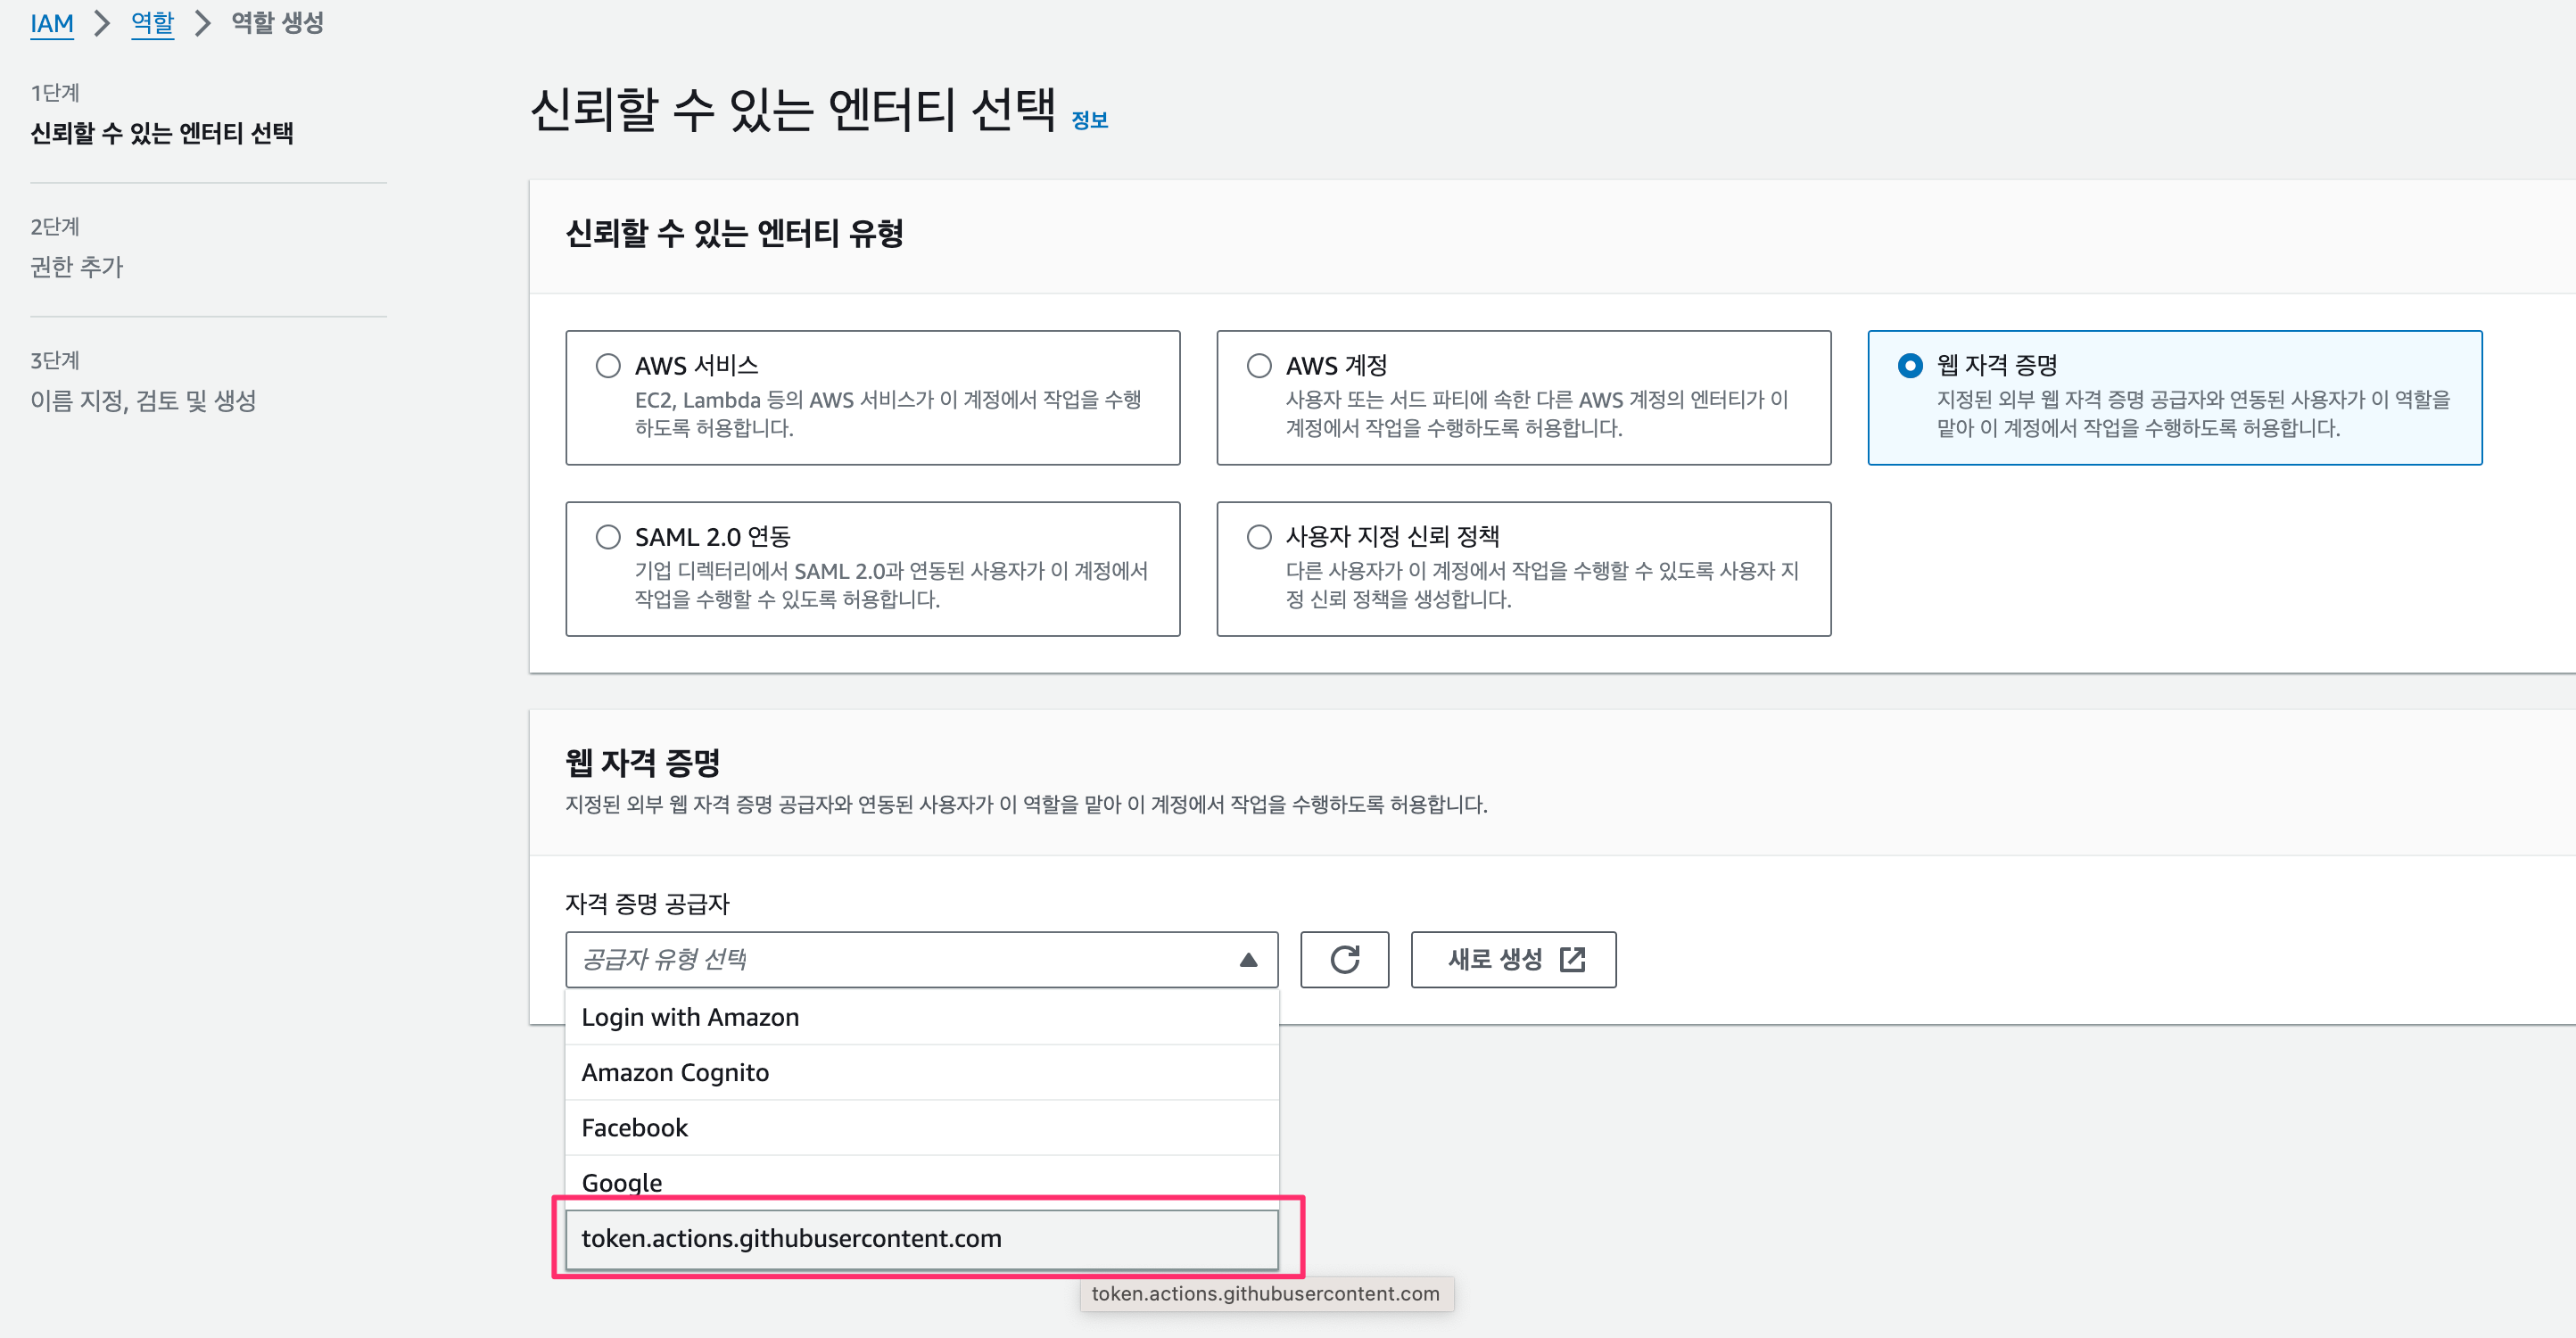 IAM > 역할 > 역할 생성
1단계
신뢰할 수 있는 엔터티 선택
2단계
권한 추가
3단계
이름 지정, 검토 및 생성
신뢰할 수 있는 엔터티 선택 정보
신뢰할 수 있는 엔터티 유형
AWS 서비스
EC2, Lambda 등의 AWS 서비스가 이 계정에서 작업을 수행
하도록 허용합니다.
AWS 계정
사용자 또는 서드 파티에 속한 다른 AWS 계정의 엔터티가 이
계정에서 작업을 수행하도록 허용합니다.
웹 자격 증명
지정된 외부 웹 자격 증명 공급자와 연동된 사용자가 이 역할을
맡아 이 계정에서 작업을 수행하도록 허용합니다.
SAML 2.0 연동
기업 디렉터리에서 SAML 2.0과 연동된 사용자가 이 계정에서
작업을 수행할 수 있도록 허용합니다.
사용자 지정 신뢰 정책
다른 사용자가 이 계정에서 작업을 수행할 수 있도록 사용자 지
정 신뢰 정책을 생성합니다.
웹 자격 증명
지정된 외부 웹 자격 증명 공급자와 연동된 사용자가 이 역할을 맡아 이 계정에서 작업을 수행하도록 허용합니다.
자격 증명 공급자
공급자 유형 선택
새로 생성
Login with Amazon
Amazon Cognito
Facebook
Google
token.actions.githubusercontent.com
token.actions.githubusercontent.com